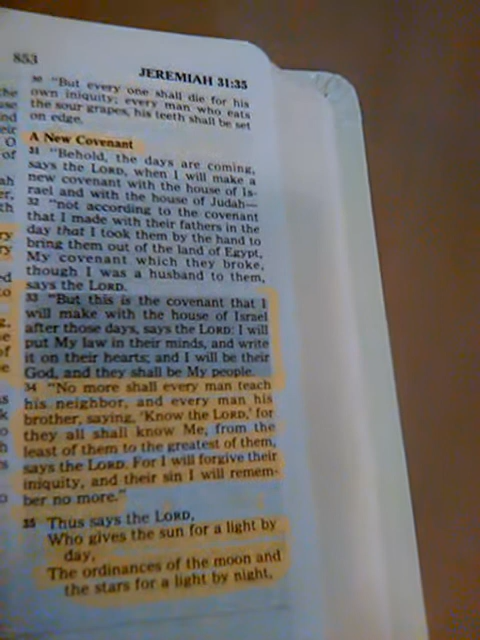 853
JEREMIAH 31:35
30 "But every one shall die for his
own iniquity; every man who eats
the sour grapes, his teeth shall be set
on edge.
A New Covenant
31 "Behold, the days are coming,
says the LORD, when I will make a
new covenant with the house of Is-
rael and with the house of Judah—
32 "not according to the covenant
that I made with their fathers in the
day that I took them by the hand to
bring them out of the land of Egypt,
My covenant which they broke,
though I was a husband to them,
says the LORD.
33 "But this is the covenant that I
will make with the house of Israel
after those days, says the LORD: I will
put My law in their minds, and write
it on their hearts; and I will be their
God, and they shall be My people.
34 "No more shall every man teach
his neighbor, and every man his
brother, saying, 'Know the LORD,' for
they all shall know Me, from the
least of them to the greatest of them,
says the LORD. For I will forgive their
iniquity, and their sin I will remem-
ber no more."
35 Thus says the LORD,
Who gives the sun for a light by
day,
The ordinances of the moon and
the stars for a light by night,